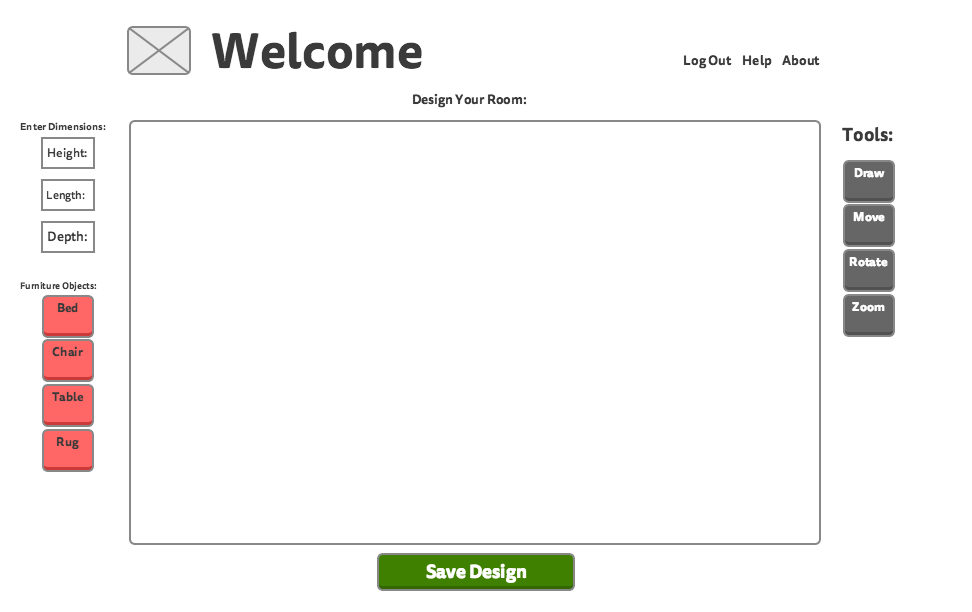 Welcome
Log Out Help About
Design Your Room:
Enter Dimensions:
Height:
Length:
Depth:
Furniture Objects:
Bed
Chair
Table
Rug
Tools:
Draw
Move
Rotate
Zoom
Save Design